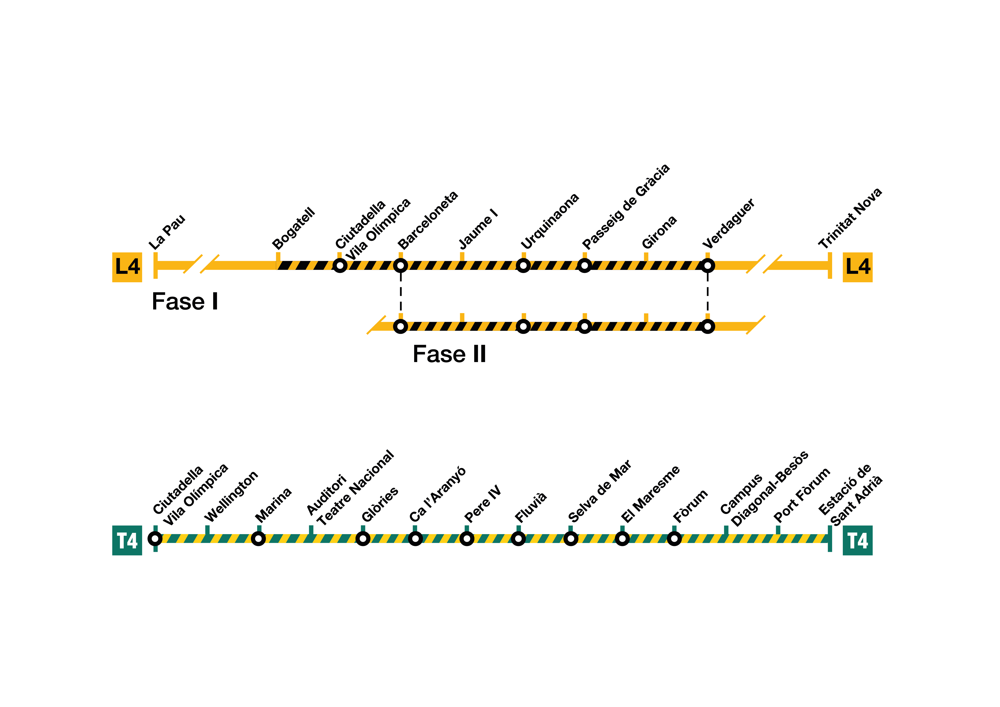 La Pau
Bogatell
Ciutadella
Vila Olímpica
Barceloneta
Jaume I
Urquinaona
Passeig de Gràcia
Girona
Verdaguer
Trinitat Nova
L4
L4
Fase I
Fase II
Ciutadella
Vila Olímpica
Wellington
Marina
Auditori
Teatre Nacional
Glòries
Ca l’Aranyó
Pere IV
Fluvià
Selva de Mar
El Maresme
Fòrum
Campus
Diagonal-Besòs
Port Fòrum
Estació de
Sant Adrià
T4
T4